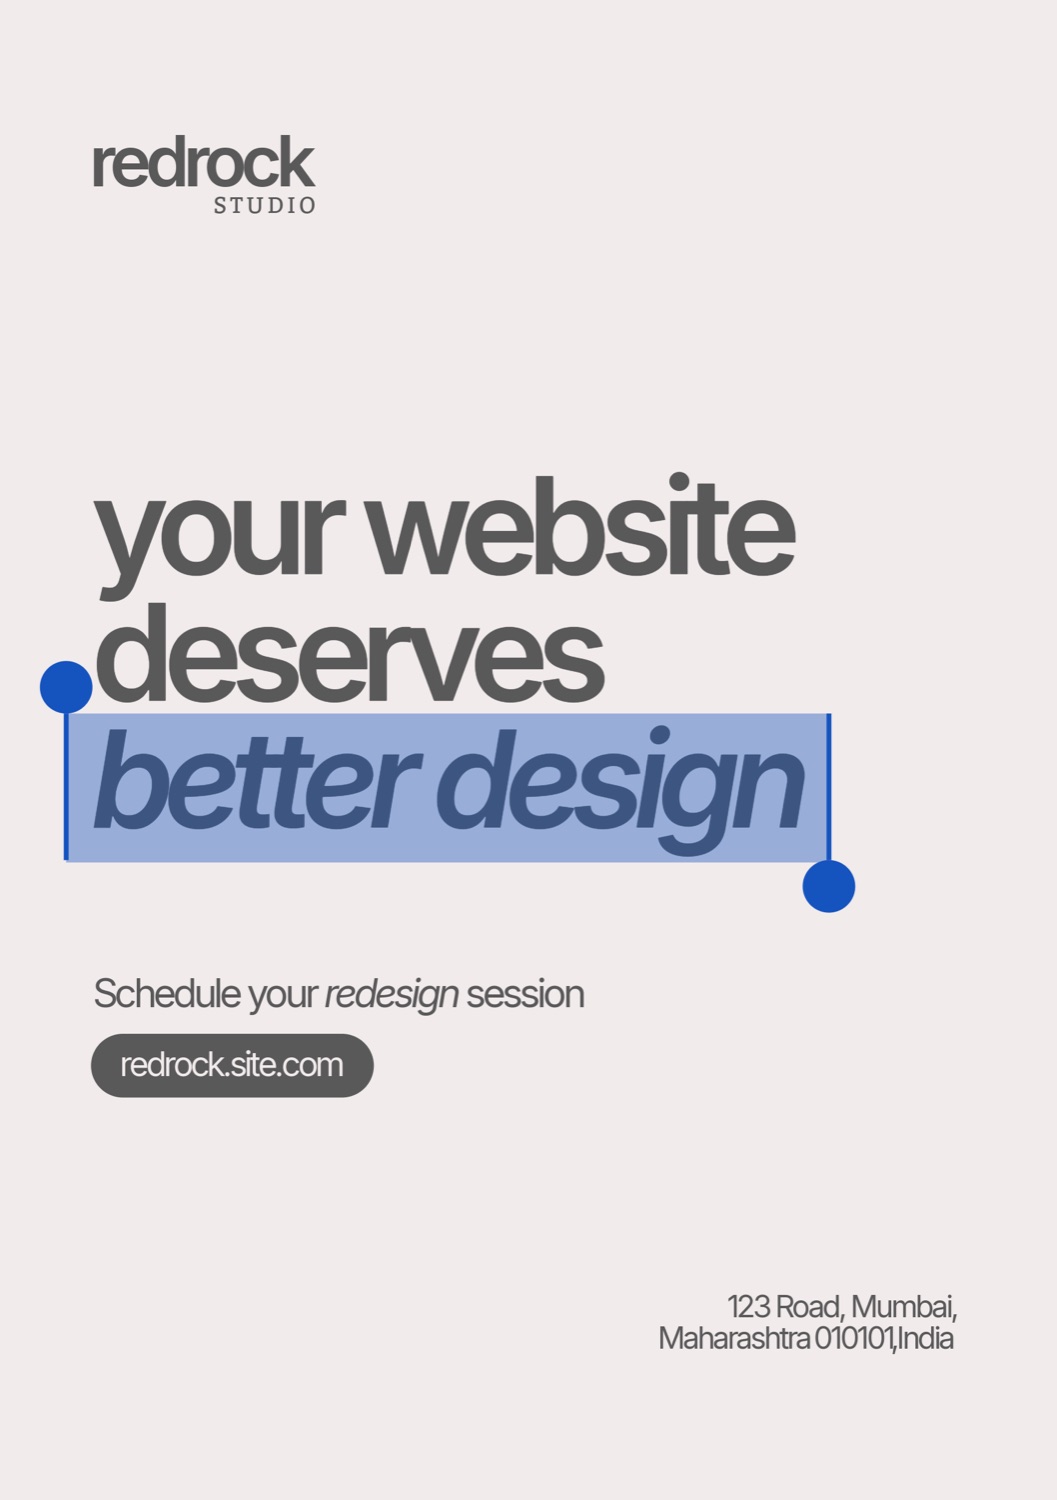 redrock
STUDIO
your website
deserves
better design
Schedule your redesign session
redrock.site.com
123 Road, Mumbai,
Maharashtra 010101,India